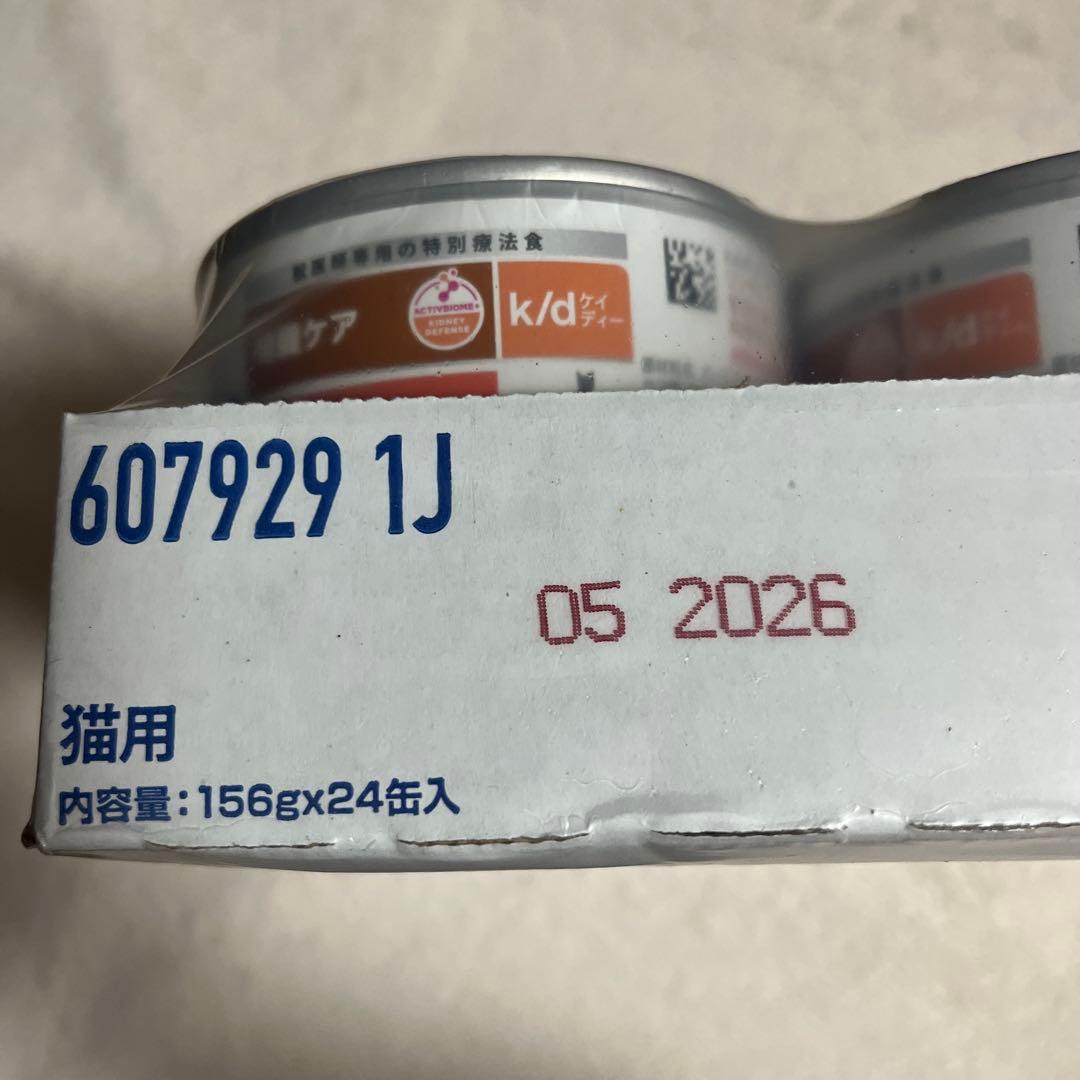 獣医師専用の特別療法食
腎臓ケア
ACTIVBIOME+
KIDNEY
DEFENSE
k/d ケイ
ディー
k/d
607929 1J
05 2026
猫用
内容量:156gx24缶入